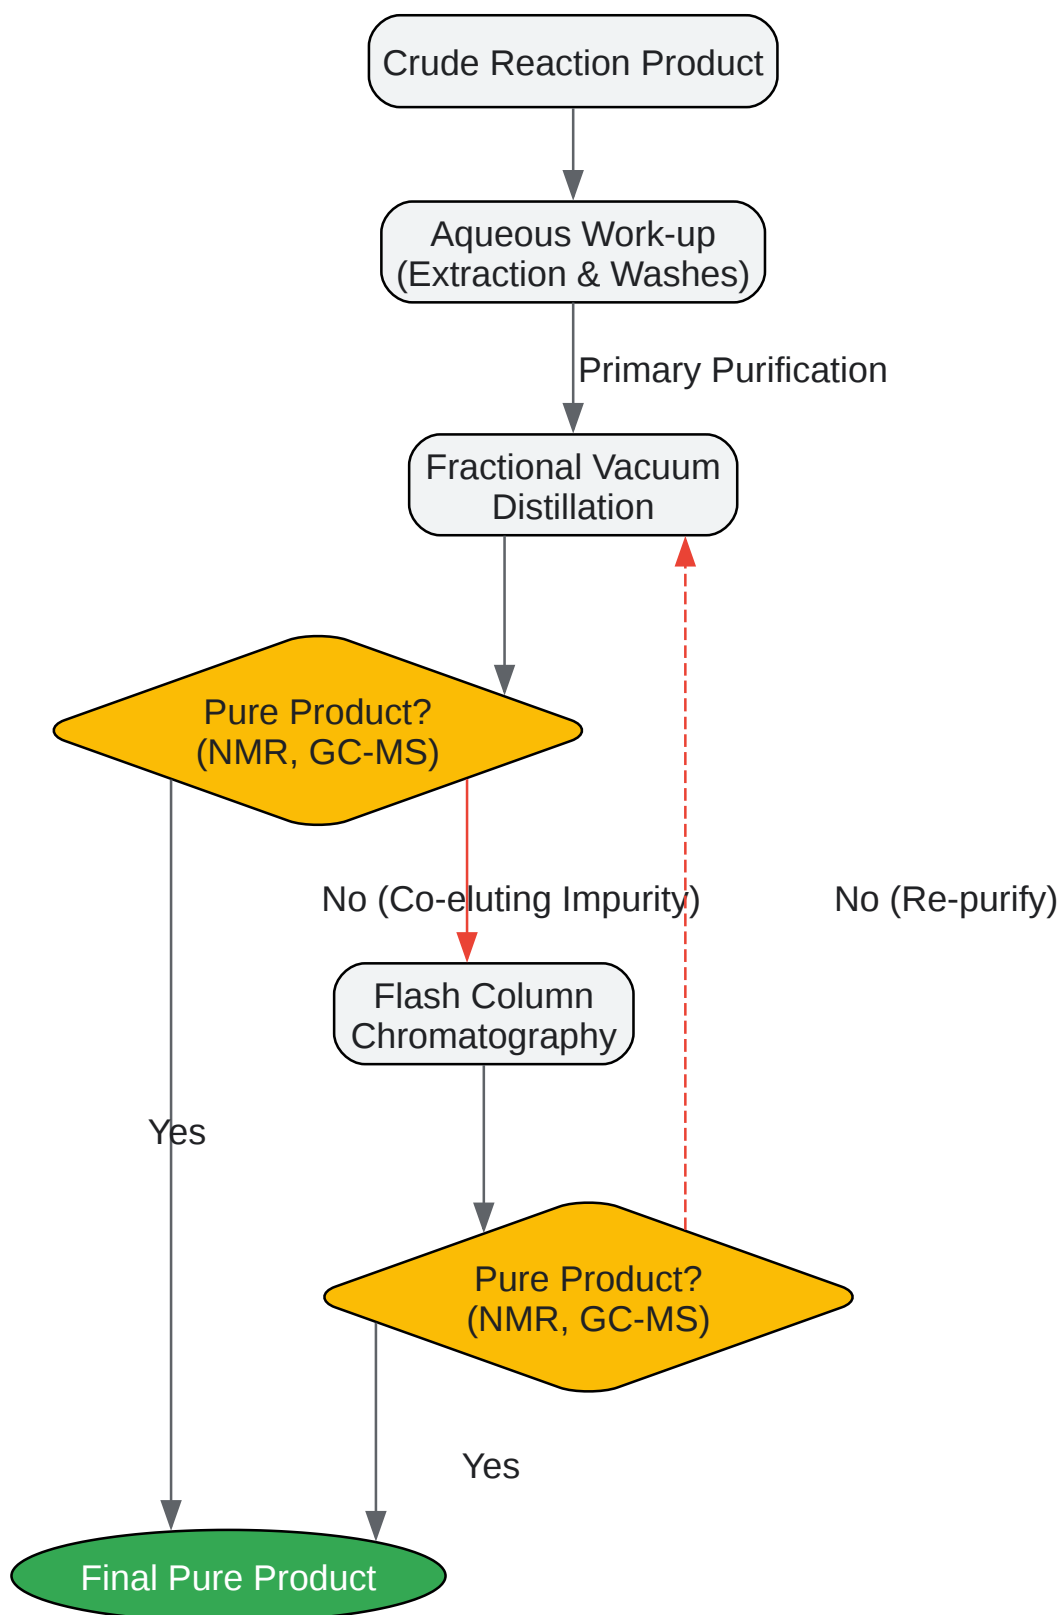 Crude Reaction Product
Aqueous Work-up
(Extraction & Washes)
Primary Purification
Fractional Vacuum
Distillation
Pure Product?
(NMR, GC-MS)
No (Co-eluting Impurity)
No (Re-purify)
Flash Column
Chromatography
Yes
Pure Product?
(NMR, GC-MS)
Yes
Final Pure Product